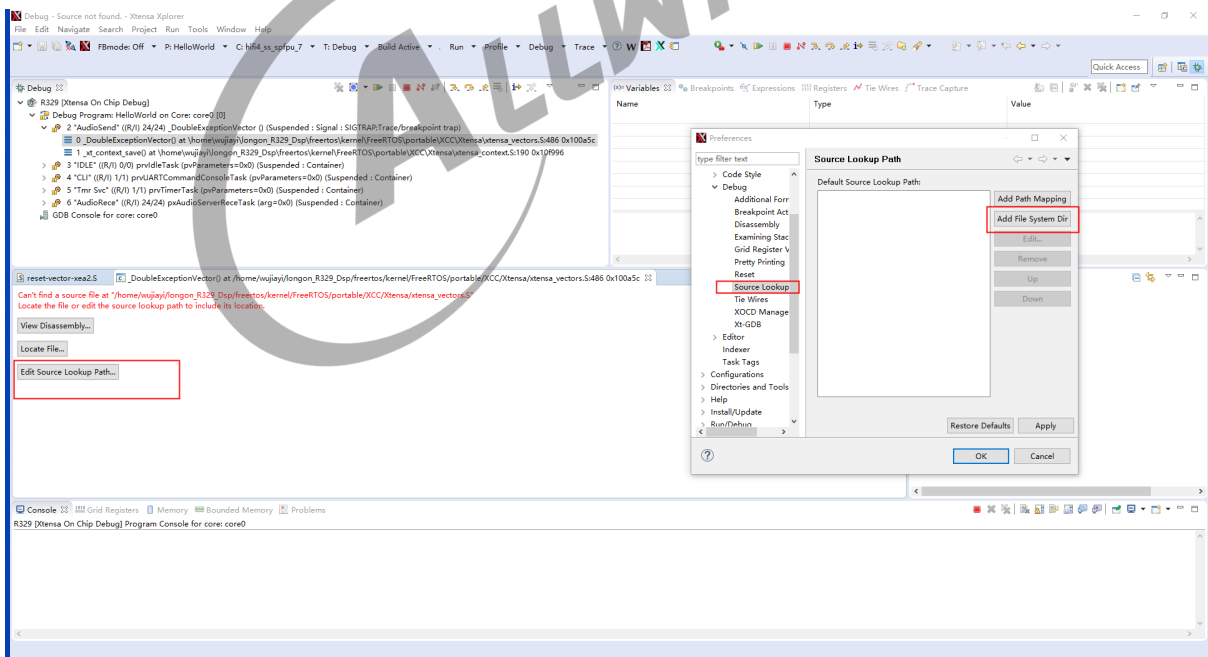 Debug - Source not found. - Xtensa Xplorer
File Edit Navigate Search Project Run Tools Window Help
FBmode: Off P: HelloWorld C: hifi4_ss_spfpu_7 T: Debug Build Active Run Profile Debug Trace
Quick Access
Debug
R329 [Xtensa On Chip Debug]
Debug Program: HelloWorld on Core: core0 [0]
2 "AudioSend" ((R/I) 24/24) _DoubleExceptionVector () (Suspended : Signal : SIGTRAP:Trace/breakpoint trap)
0 _DoubleExceptionVector() at \home\wujiayi\longon_R329_Dsp\freertos\kernel\FreeRTOS\portable\XCC\Xtensa\xtensa_vectors.S:486 0x100a5c
1 _xt_context_save() at \home\wujiayi\longon_R329_Dsp\freertos\kernel\FreeRTOS\portable\XCC\Xtensa\xtensa_context.S:190 0x10f996
3 "IDLE" ((R/I) 0/0) prvIdleTask (pvParameters=0x0) (Suspended : Container)
4 "CLI" ((R/I) 1/1) prvUARTCommandConsoleTask (pvParameters=0x0) (Suspended : Container)
5 "Tmr Svc" ((R/I) 1/1) prvTimerTask (pvParameters=0x0) (Suspended : Container)
6 "AudioRece" ((R/I) 24/24) pxAudioServerReceTask (arg=0x0) (Suspended : Container)
GDB Console for core: core0
Variables Breakpoints Expressions Registers Tie Wires Trace Capture
Name Type Value
Preferences
type filter text
Code Style
Debug
Additional Forr
Breakpoint Act
Disassembly
Examining Stac
Grid Register V
Pretty Printing
Reset
Source Lookup
Tie Wires
XOCD Manage
Xt-GDB
Editor
Indexer
Task Tags
Configurations
Directories and Tools
Help
Install/Update
Run/Debug
Source Lookup Path
Default Source Lookup Path:
Add Path Mapping
Add File System Dir
Edit...
Remove
Up
Down
Restore Defaults Apply
OK Cancel
reset-vector-xea2.S _DoubleExceptionVector() at /home/wujiayi/longon_R329_Dsp/freertos/kernel/FreeRTOS/portable/XCC/Xtensa/xtensa_vectors.S:486 0x100a5c
Can't find a source file at "/home/wujiayi/longon_R329_Dsp/freertos/kernel/FreeRTOS/portable/XCC/Xtensa/xtensa_vectors.S"
Locate the file or edit the source lookup path to include its location.
View Disassembly...
Locate File...
Edit Source Lookup Path...
Console Grid Registers Memory Bounded Memory Problems
R329 [Xtensa On Chip Debug] Program Console for core: core0